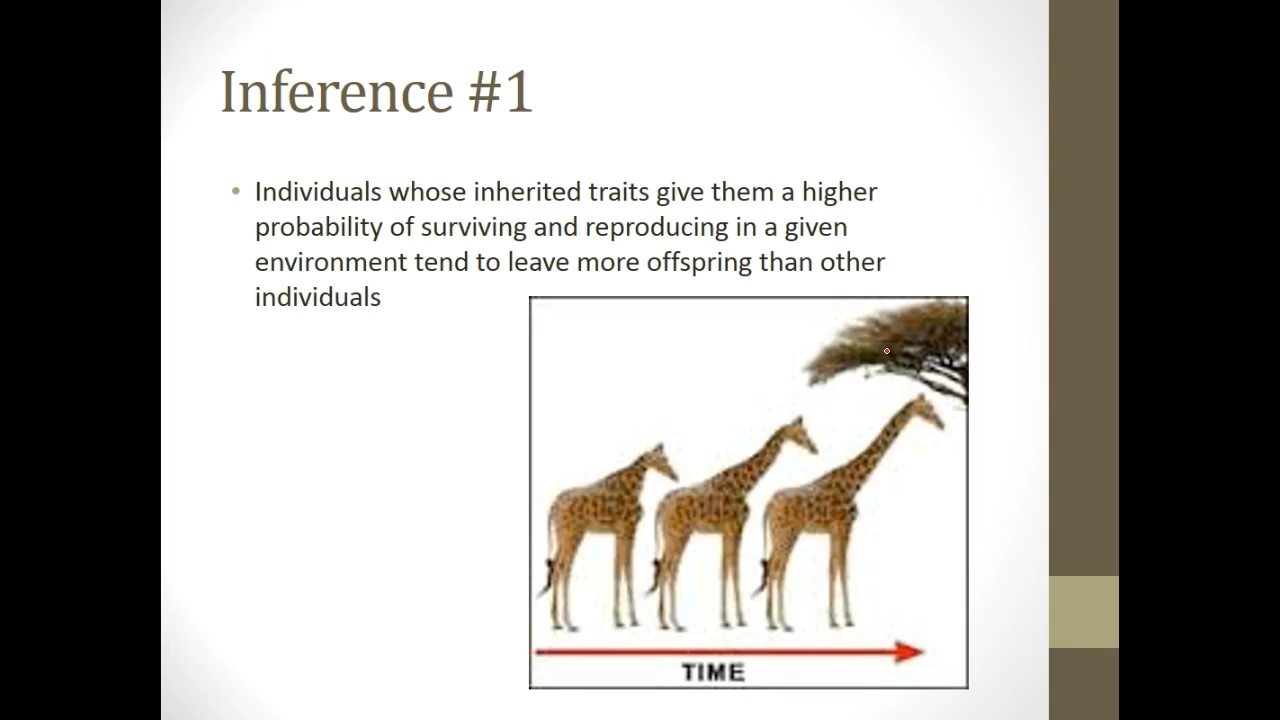 Inference #1
• Individuals whose inherited traits give them a higher
probability of surviving and reproducing in a given
environment tend to leave more offspring than other
individuals
TIME